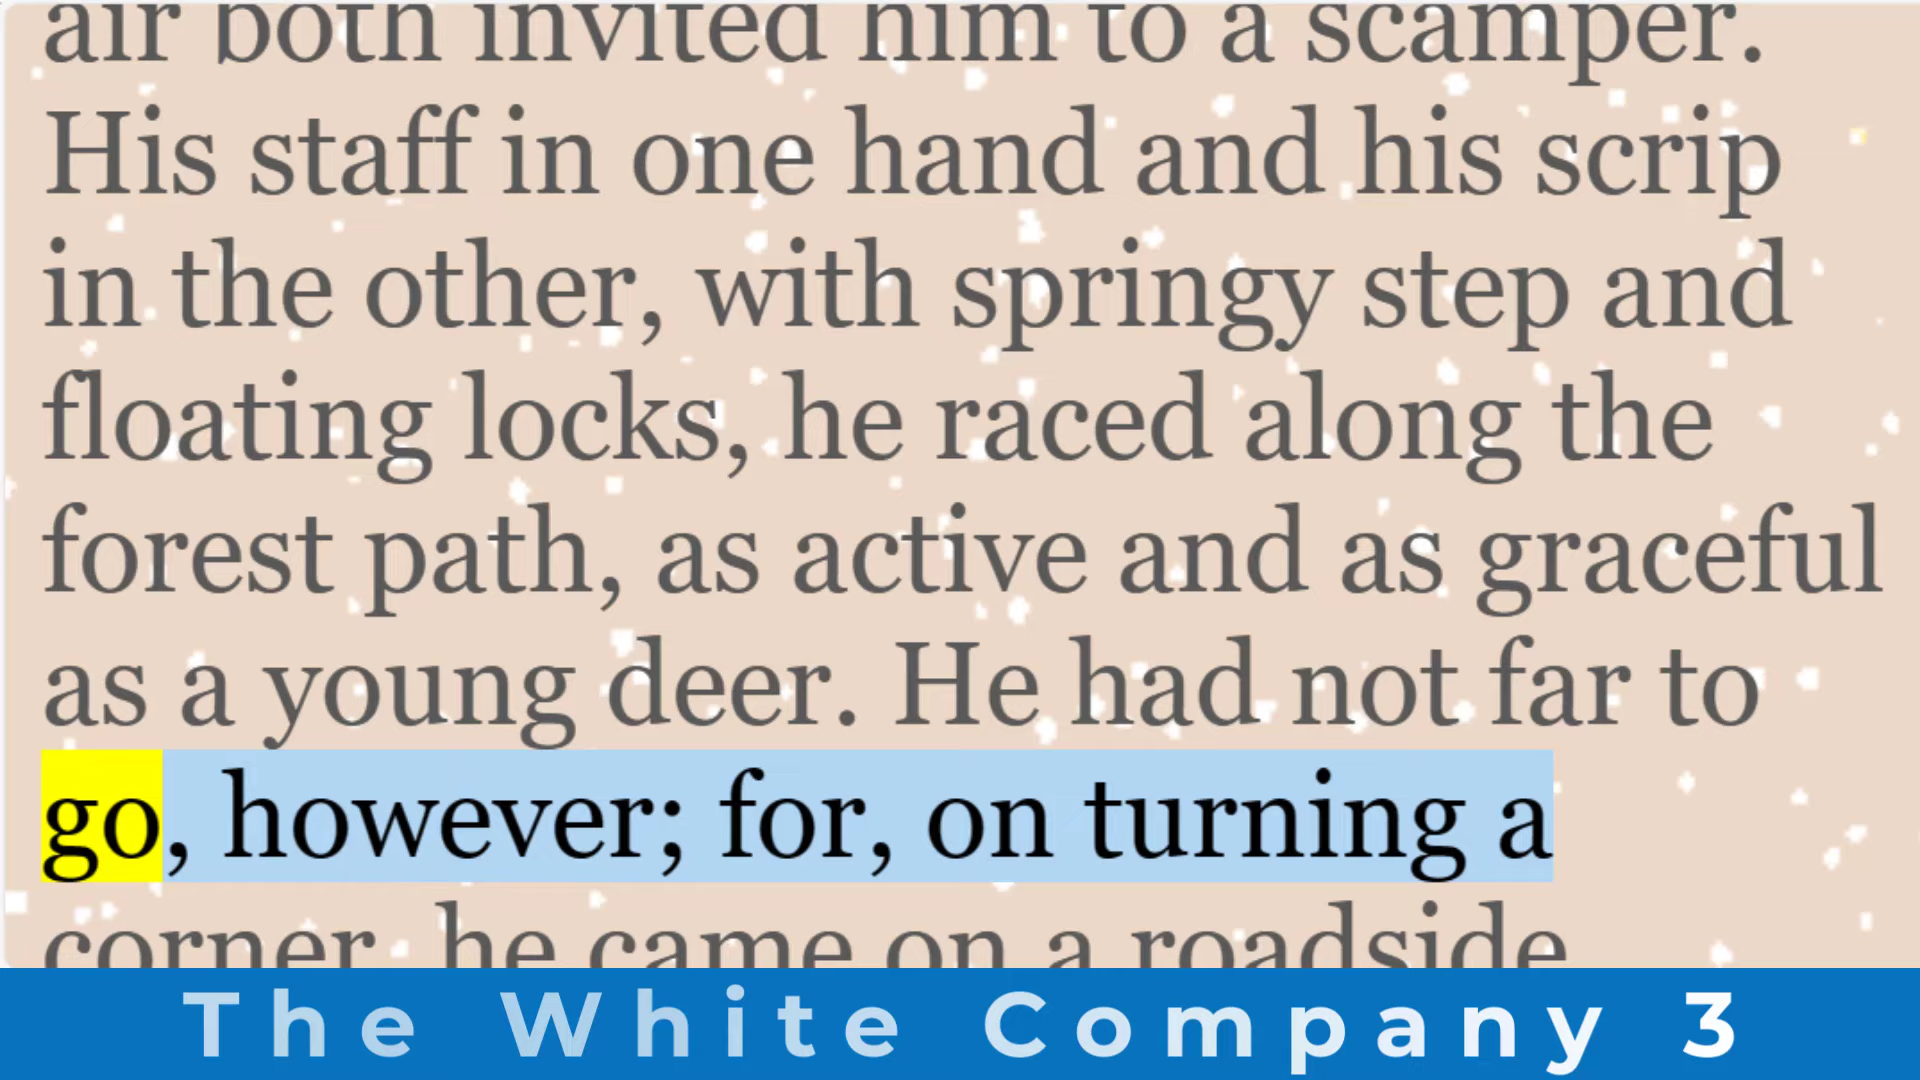 air both invited him to a scamper.
His staff in one hand and his scrip
in the other, with springy step and
floating locks, he raced along the
forest path, as active and as graceful
as a young deer. He had not far to
go, however; for, on turning a
corner, he came on a roadside
The White Company 3